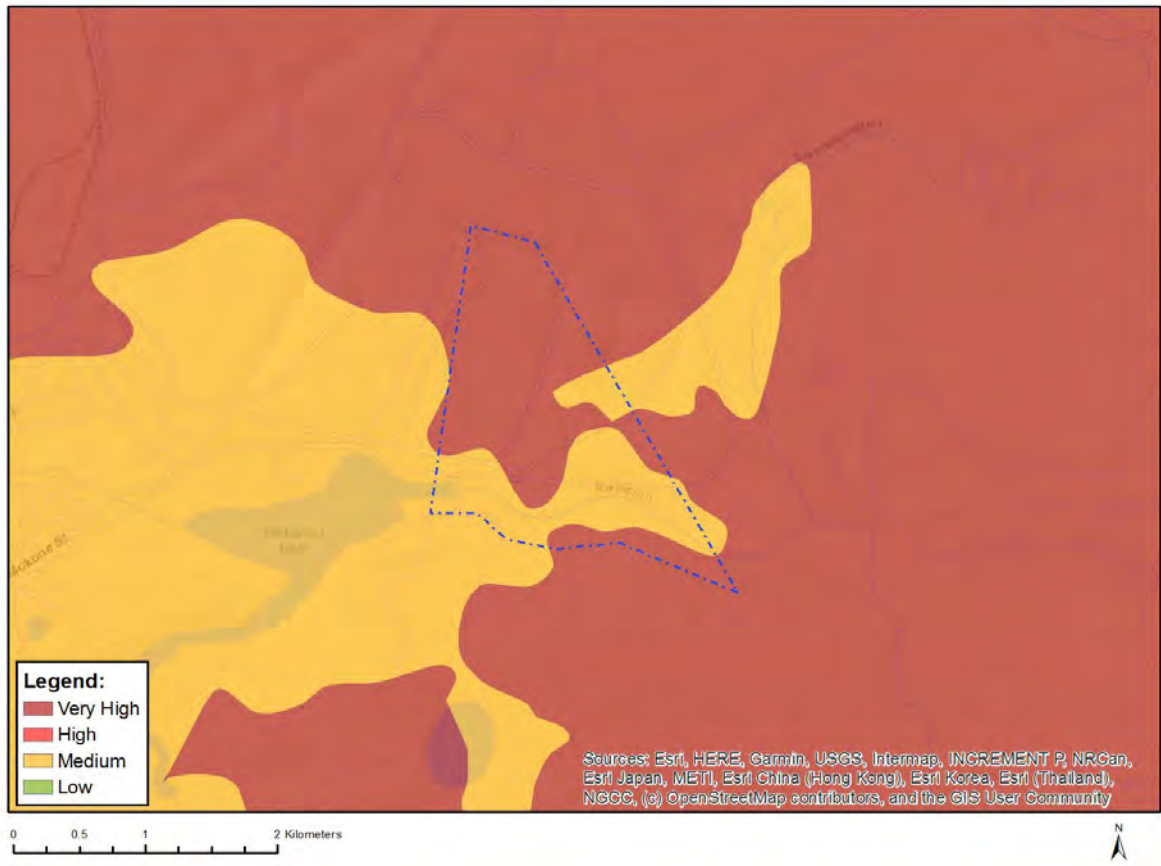 Legend:
Very High
High
Medium
Low
Sources: Esri, HERE, Garmin, USGS, Intermap, INCREMENT P, NRCan,
Esri Japan, METI, Esri China (Hong Kong), Esri Korea, Esri (Thailand),
NGCC, (c) OpenStreetMap contributors, and the GIS User Community
0 0.5 1 2 Kilometers
N